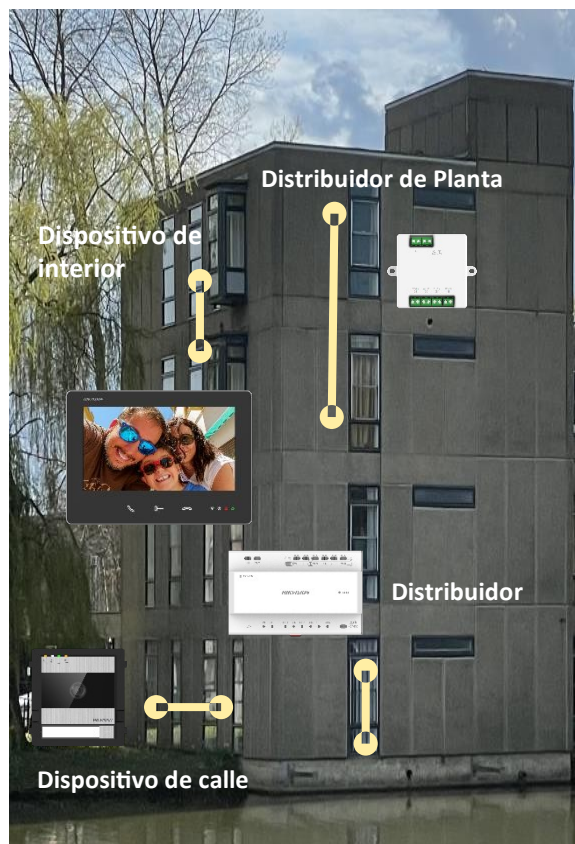 Distribuidor de Planta
Dispositivo de
interior
Distribuidor
Dispositivo de calle